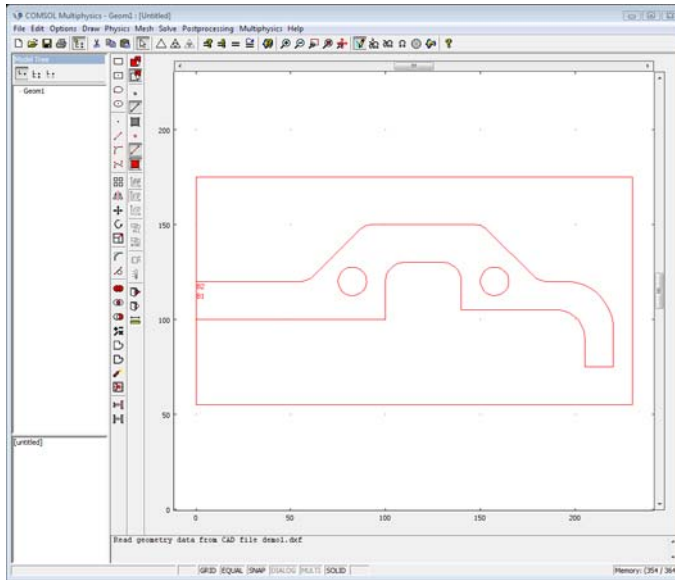 COMSOL Multiphysics - Geom1 : [Untitled]
File Edit Options Draw Physics Mesh Solve Postprocessing Multiphysics Help
Model Tree
Geom1
200
150
100
50
0
B2
B1
0
50
100
150
200
[untitled]
Read geometry data from CAD file demo1.dxf
GRID EQUAL SNAP DIALOG MULTI SOLID
Memory: (354 / 364